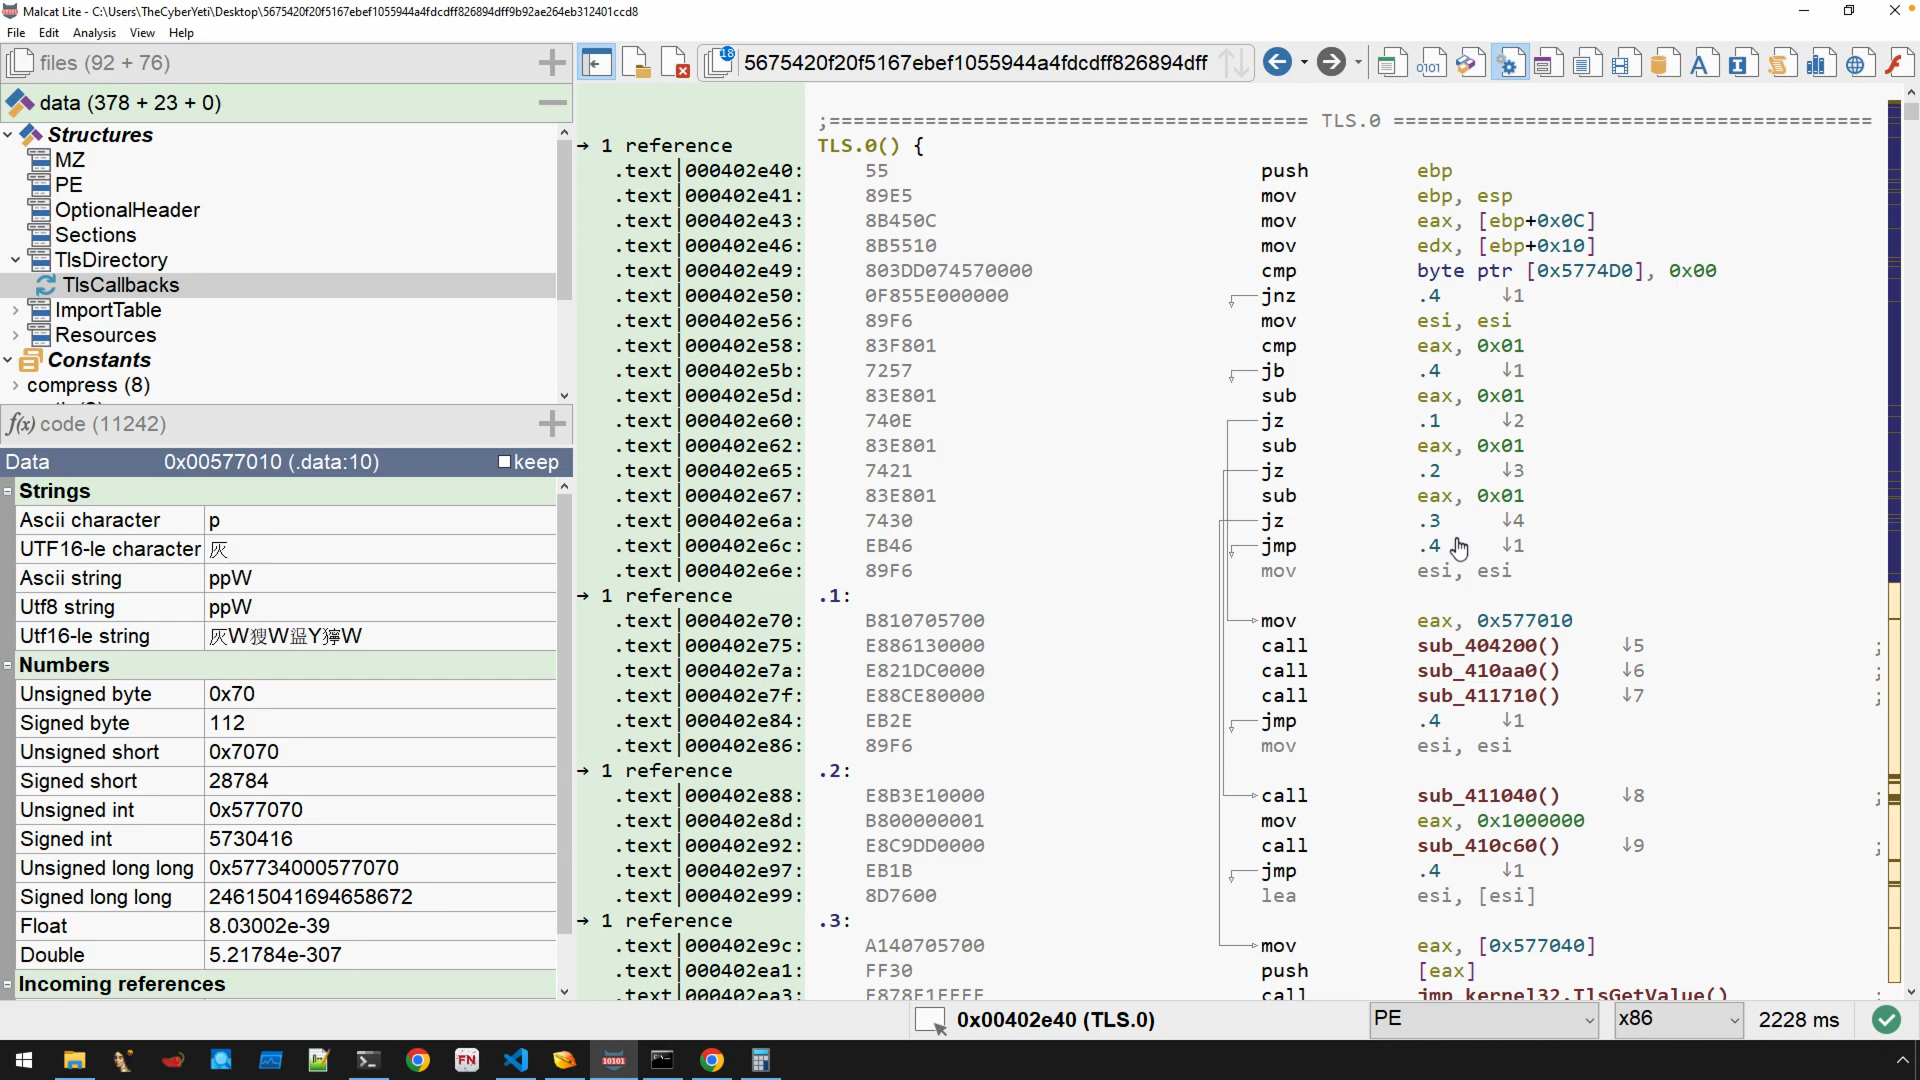 Malcat Lite - C:\Users\TheCyberYeti\Desktop\5675420f20f5167ebef1055944a4fdcdff826894dff9b92ae264eb312401ccd8
File Edit Analysis View Help
files (92 + 76)
18 5675420f20f5167ebef1055944a4fdcdff826894dff
data (378 + 23 + 0)
Structures
MZ
PE
OptionalHeader
Sections
TlsDirectory
TlsCallbacks
ImportTable
Resources
Constants
compress (8)
f(x) code (11242)
Data 0x00577010 (.data:10) keep
Strings
Ascii character p
UTF16-le character 灰
Ascii string ppW
Utf8 string ppW
Numbers
Unsigned byte 0x70
Signed byte 112
Unsigned short 0x7070
Signed short 28784
Unsigned int 0x577070
Signed int 5730416
Unsigned long long 0x57734000577070
Signed long long 24615041694658672
Float 8.03002e-39
Double 5.21784e-307
Incoming references
;======================================== TLS.0 ========================================
→ 1 reference TLS.0() {
.text|000402e40: 55 push ebp
.text|000402e41: 89E5 mov ebp, esp
.text|000402e43: 8B450C mov eax, [ebp+0x0C]
.text|000402e46: 8B5510 mov edx, [ebp+0x10]
.text|000402e49: 803DD074570000 cmp byte ptr [0x5774D0], 0x00
.text|000402e50: 0F855E000000 jnz .4 ↓1
.text|000402e56: 89F6 mov esi, esi
.text|000402e58: 83F801 cmp eax, 0x01
.text|000402e5b: 7257 jb .4 ↓1
.text|000402e5d: 83E801 sub eax, 0x01
.text|000402e60: 740E jz .1 ↓2
.text|000402e62: 83E801 sub eax, 0x01
.text|000402e65: 7421 jz .2 ↓3
.text|000402e67: 83E801 sub eax, 0x01
.text|000402e6a: 7430 jz .3 ↓4
.text|000402e6c: EB46 jmp .4 ↓1
.text|000402e6e: 89F6 mov esi, esi
→ 1 reference .1:
.text|000402e70: B810705700 mov eax, 0x577010
.text|000402e75: E886130000 call sub_404200() ↓5 ;
.text|000402e7a: E821DC0000 call sub_410aa0() ↓6 ;
.text|000402e7f: E88CE80000 call sub_411710() ↓7 ;
.text|000402e84: EB2E jmp .4 ↓1
.text|000402e86: 89F6 mov esi, esi
→ 1 reference .2:
.text|000402e88: E8B3E10000 call sub_411040() ↓8 ;
.text|000402e8d: B800000001 mov eax, 0x1000000
.text|000402e92: E8C9DD0000 call sub_410c60() ↓9 ;
.text|000402e97: EB1B jmp .4 ↓1
.text|000402e99: 8D7600 lea esi, [esi]
→ 1 reference .3:
.text|000402e9c: A140705700 mov eax, [0x577040]
.text|000402ea1: FF30 push [eax]
.text|000402ea3: E878F1FFFF call jmp kernel32.TlsGetValue()
0x00402e40 (TLS.0) PE x86 2228 ms